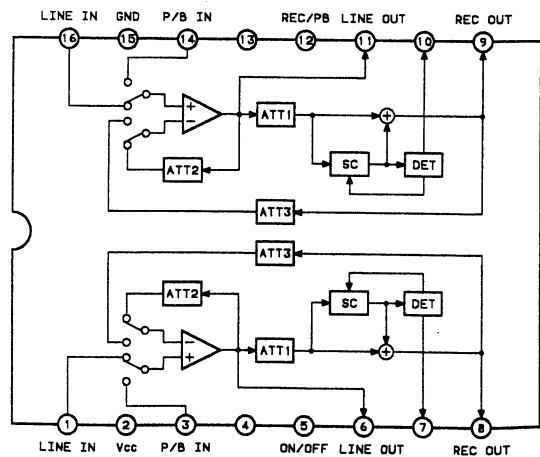 LINE IN GND P/B IN REC/PB LINE OUT REC OUT
16 15 14 13 12 11 10 9
+
−
ATT1
+
ATT2
SC
DET
ATT3
ATT3
ATT2
SC
DET
−
+
ATT1
+
1 2 3 4 5 6 7 8
LINE IN Vcc P/B IN ON/OFF LINE OUT REC OUT